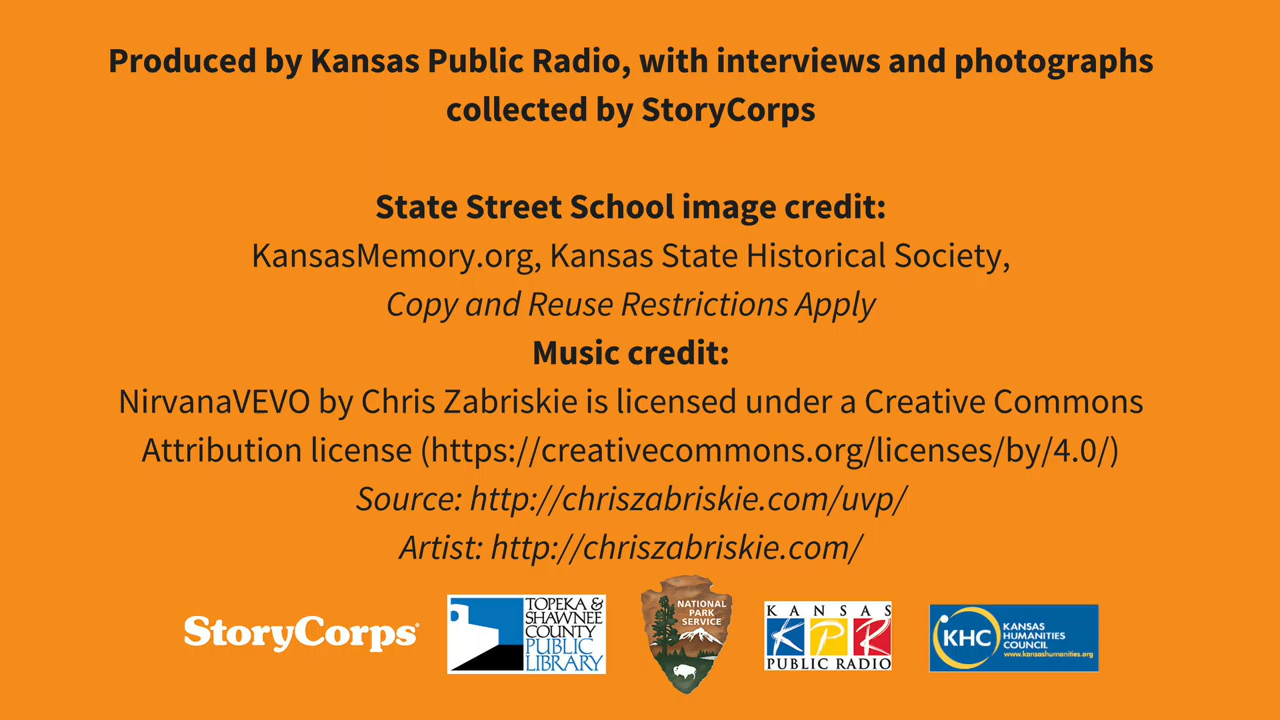 Produced by Kansas Public Radio, with interviews and photographs
collected by StoryCorps
State Street School image credit:
KansasMemory.org, Kansas State Historical Society,
Copy and Reuse Restrictions Apply
Music credit:
NirvanaVEVO by Chris Zabriskie is licensed under a Creative Commons
Attribution license (https://creativecommons.org/licenses/by/4.0/)
Source: http://chriszabriskie.com/uvp/
Artist: http://chriszabriskie.com/
StoryCorps®
TOPEKA &
SHAWNEE
COUNTY
PUBLIC
LIBRARY
NATIONAL
PARK
SERVICE
KANSAS
KPR
PUBLIC RADIO
KHC
KANSAS
HUMANITIES
COUNCIL
www.kansashumanities.org